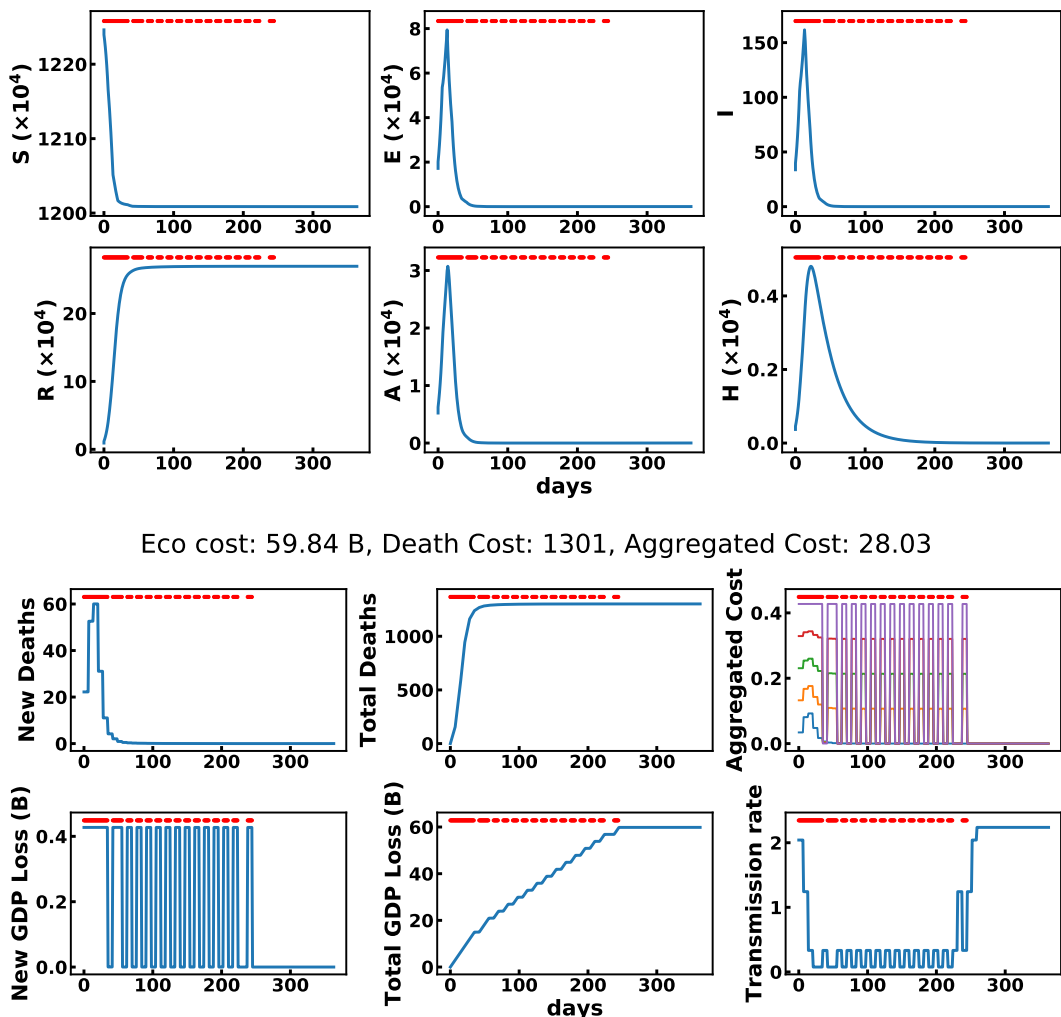 S (×10⁴)
1220
1210
1200
0 100 200 300
E (×10⁴)
8
6
4
2
0
0 100 200 300
I
150
100
50
0
0 100 200 300
R (×10⁴)
20
10
0
0 100 200 300
A (×10⁴)
3
2
1
0
0 100 200 300
days
H (×10⁴)
0.4
0.2
0.0
0 100 200 300
Eco cost: 59.84 B, Death Cost: 1301, Aggregated Cost: 28.03
New Deaths
60
40
20
0
0 100 200 300
Total Deaths
1000
500
0
0 100 200 300
Aggregated Cost
0.4
0.2
0.0
0 100 200 300
New GDP Loss (B)
0.4
0.2
0.0
0 100 200 300
Total GDP Loss (B)
60
40
20
0
0 100 200 300
days
Transmission rate
2
1
0
0 100 200 300